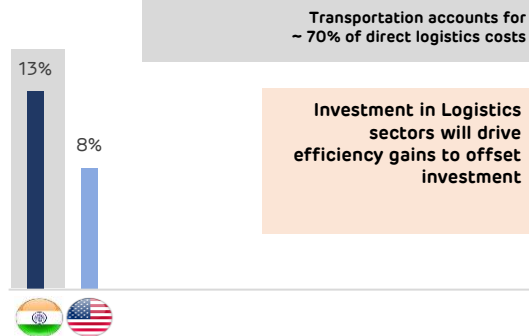 Transportation accounts for
~ 70% of direct logistics costs
13%
8%
Investment in Logistics
sectors will drive
efficiency gains to offset
investment